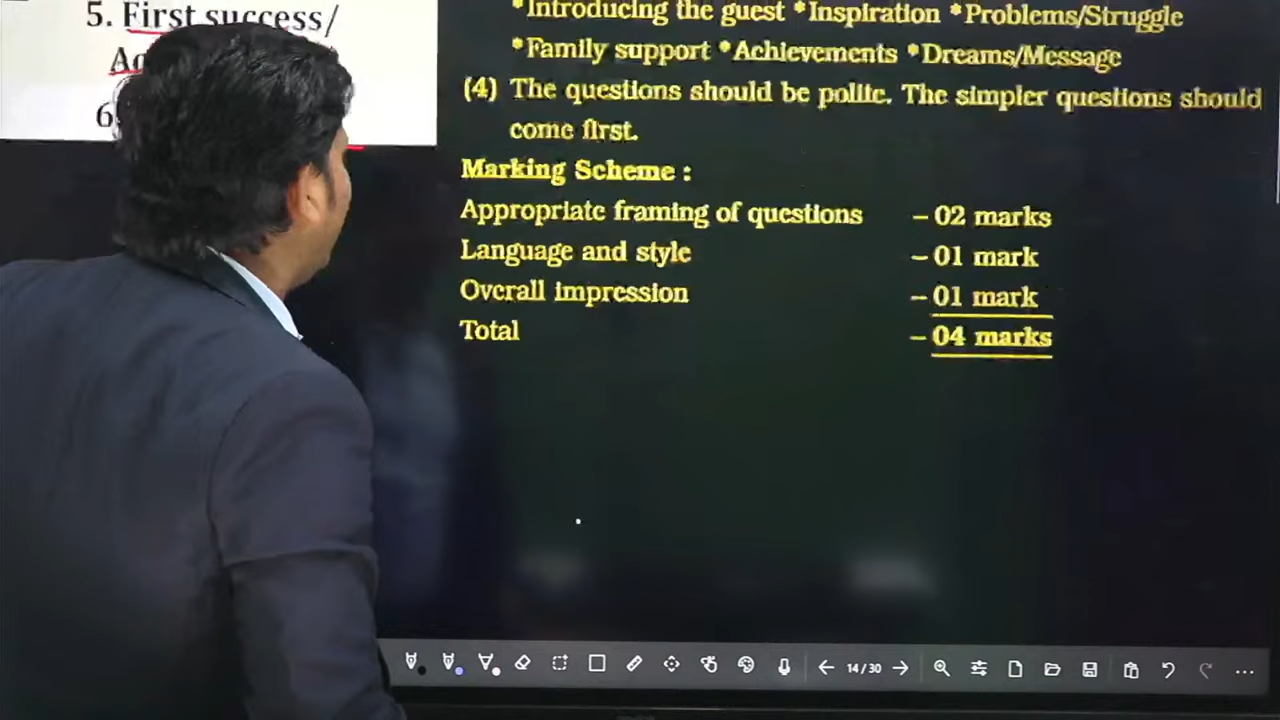 5. First success/
6.
*Introducing the guest *Inspiration *Problems/Struggle
*Family support *Achievements *Dreams/Message
(4) The questions should be polite. The simpler questions should
come first.
Marking Scheme :
Appropriate framing of questions – 02 marks
Language and style – 01 mark
Overall impression – 01 mark
Total – 04 marks
14/30